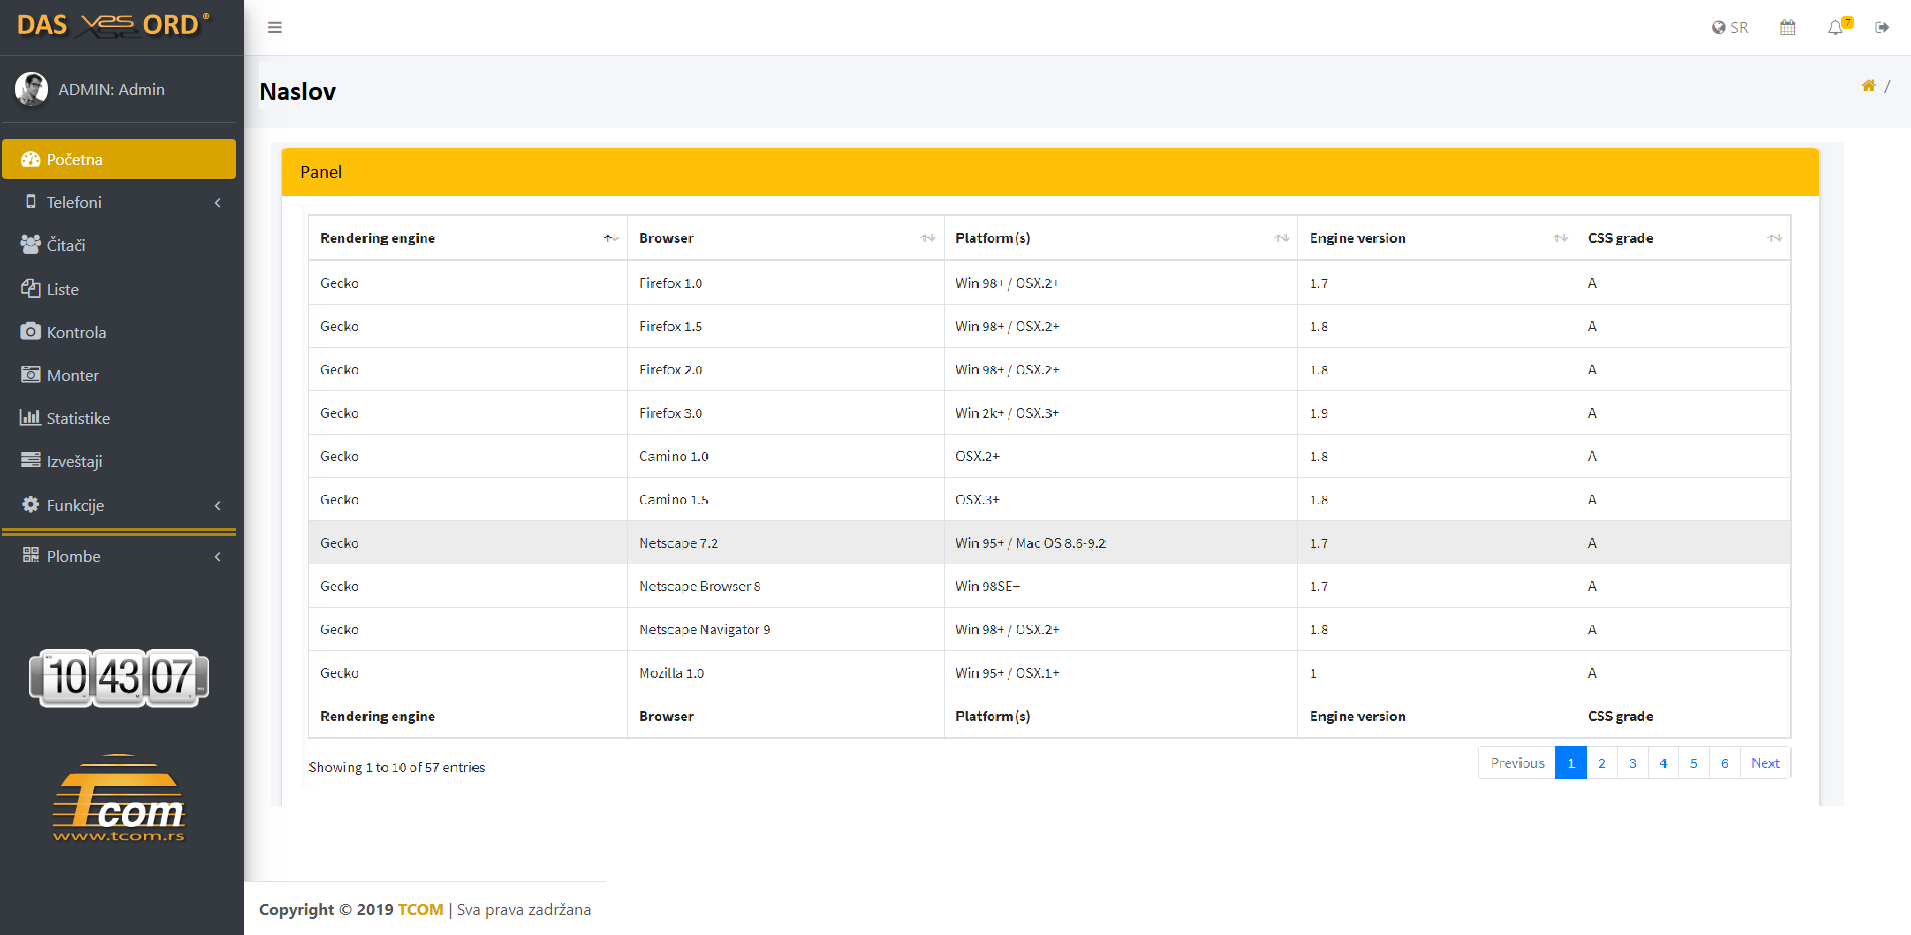 DAS YES ORD®
SR
7
ADMIN: Admin
Naslov
/
Početna
Telefoni
Čitači
Liste
Kontrola
Monter
Statistike
Izveštaji
Funkcije
Plombe
10 43 07
Tcom
www.tcom.rs
Panel
Rendering engine Browser Platform(s) Engine version CSS grade
Gecko Firefox 1.0 Win 98+ / OSX.2+ 1.7 A
Gecko Firefox 1.5 Win 98+ / OSX.2+ 1.8 A
Gecko Firefox 2.0 Win 98+ / OSX.2+ 1.8 A
Gecko Firefox 3.0 Win 2k+ / OSX.3+ 1.9 A
Gecko Camino 1.0 OSX.2+ 1.8 A
Gecko Camino 1.5 OSX.3+ 1.8 A
Gecko Netscape 7.2 Win 95+ / Mac OS 8.6-9.2 1.7 A
Gecko Netscape Browser 8 Win 98SE+ 1.7 A
Gecko Netscape Navigator 9 Win 98+ / OSX.2+ 1.8 A
Gecko Mozilla 1.0 Win 95+ / OSX.1+ 1 A
Rendering engine Browser Platform(s) Engine version CSS grade
Showing 1 to 10 of 57 entries
Previous 1 2 3 4 5 6 Next
Copyright © 2019 TCOM | Sva prava zadržana